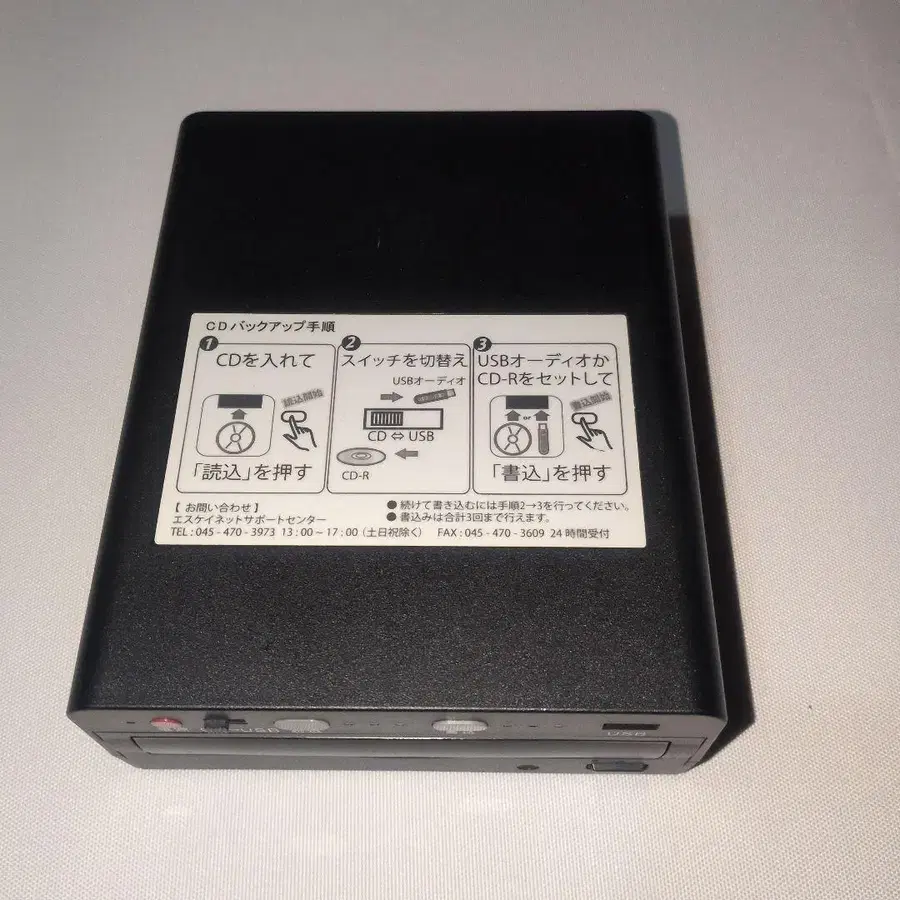 CDバックアップ手順
1
CDを入れて
読込開始
「読込」を押す
2
スイッチを切替え
USBオーディオ
CD ⇔ USB
CD-R
3
USBオーディオか
CD-Rをセットして
or
書込開始
「書込」を押す
【 お問い合わせ 】
エスケイネットサポートセンター
TEL : 045 - 470 - 3973 13 : 00 ~ 17 : 00 (土日祝除く) FAX : 045 - 470 - 3609 24 時間受付
●続けて書き込むには手順2→3を行ってください。
●書込みは合計3回まで行えます。
USB
USB